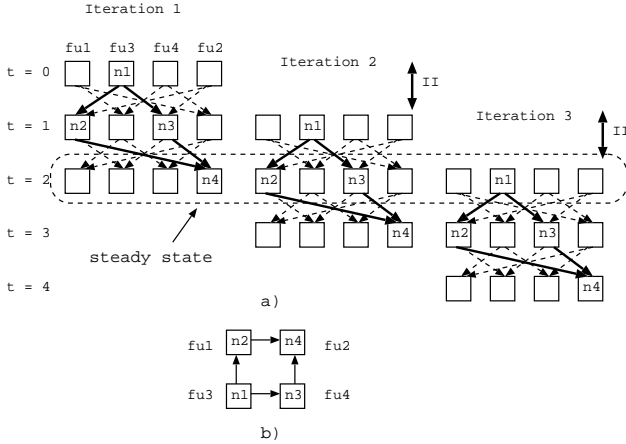 Iteration 1
fu1 fu3 fu4 fu2
Iteration 2
t = 0 n1
II
Iteration 3
t = 1 n2 n3 n1
II
t = 2 n4 n2 n3 n1
t = 3 n4 n2 n3
steady state
t = 4 n4
a)
fu1 n2 n4 fu2
fu3 n1 n3 fu4
b)